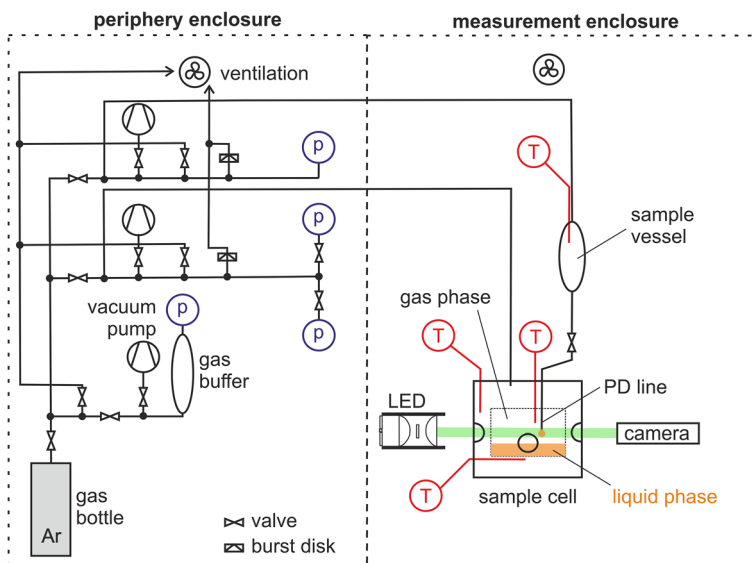 periphery enclosure
measurement enclosure
ventilation
p
T
sample
vessel
p
gas phase
vacuum
pump
p
p
gas
buffer
T
T
PD line
LED
camera
T
sample cell
liquid phase
gas
bottle
Ar
valve
burst disk